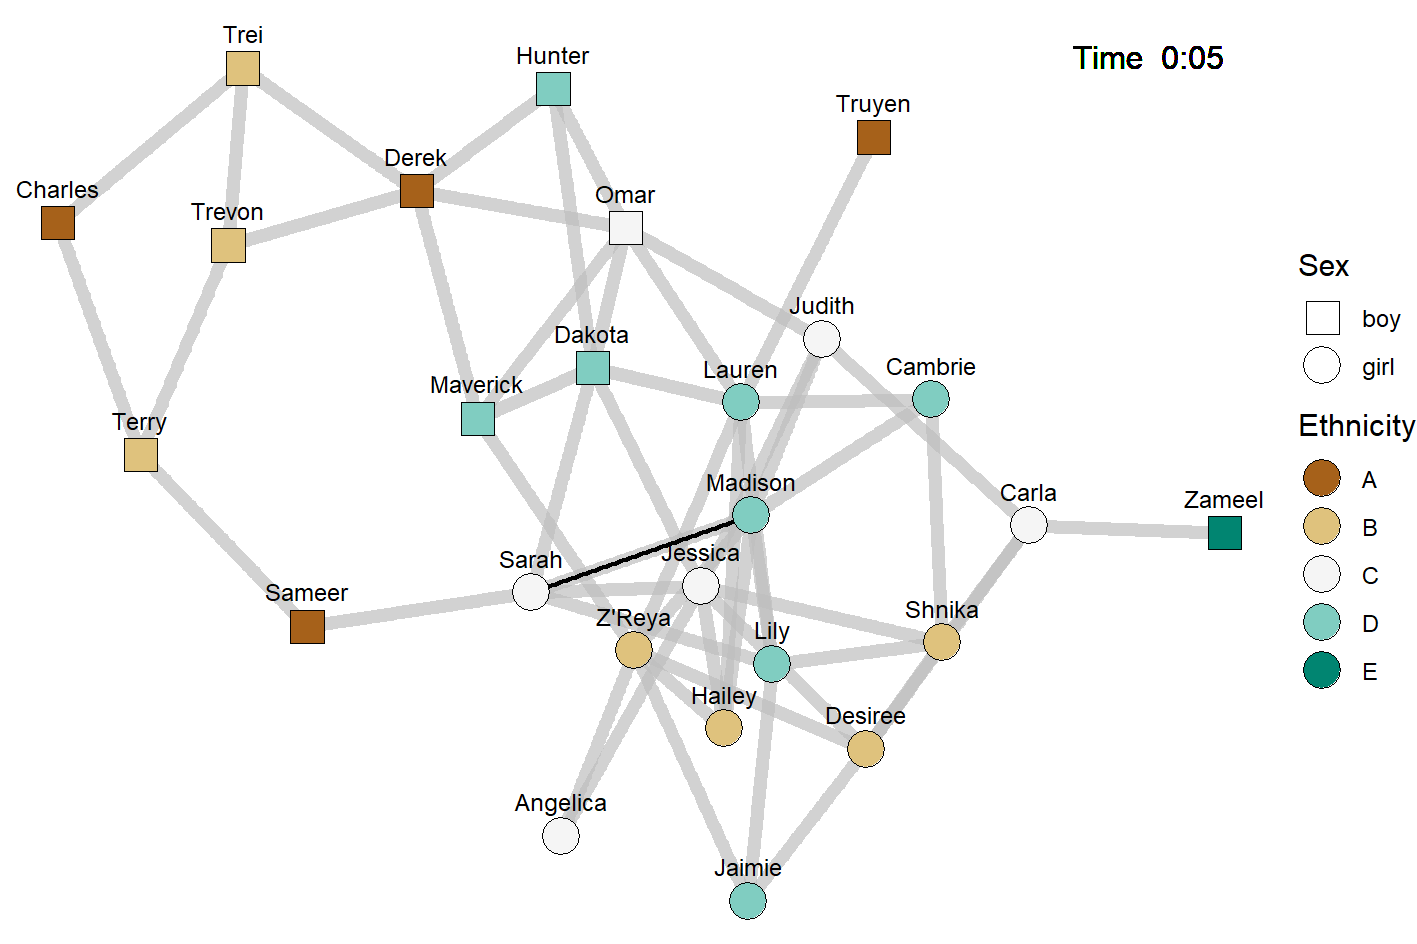 Trei
Hunter
Time  0:05
Truyen
Derek
Charles
Omar
Trevon
Judith
Dakota
Lauren
Cambrie
Maverick
Terry
Madison
Carla
Zameel
Sarah
Jessica
Sameer
Z'Reya
Lily
Shnika
Hailey
Desiree
Angelica
Jaimie
Sex
boy
girl
Ethnicity
A
B
C
D
E